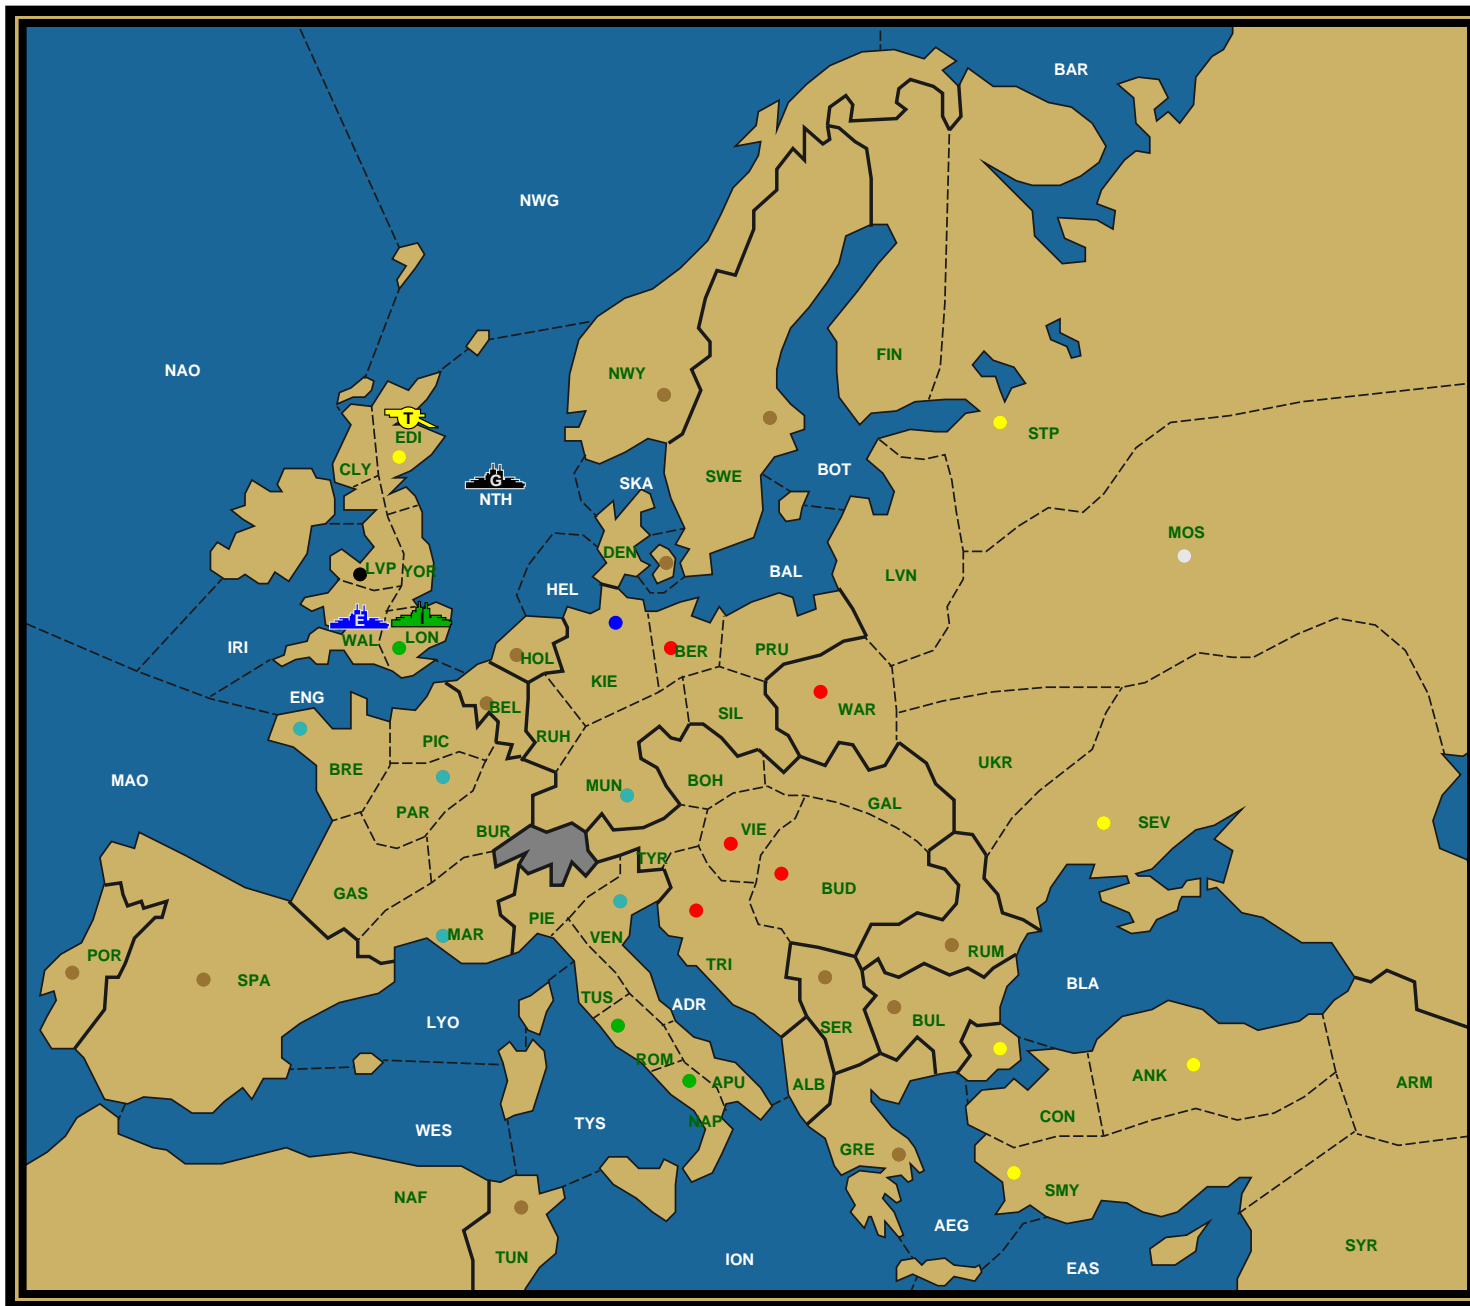 BAR
NWG
NAO
FIN
NWY
T
EDI
STP
CLY
SKA
BOT
SWE
G
NTH
MOS
DEN
LVP
YOR
HEL
BAL
LVN
E
I
WAL
LON
IRI
HOL
BER
PRU
KIE
ENG
BEL
SIL
WAR
PIC
RUH
BRE
UKR
MAO
MUN
BOH
GAL
PAR
BUR
VIE
SEV
TYR
BUD
GAS
PIE
MAR
VEN
POR
SPA
TRI
RUM
BLA
TUS
ADR
LYO
SER
BUL
ROM
APU
ALB
ANK
ARM
CON
NAP
TYS
WES
GRE
NAF
SMY
AEG
TUN
ION
EAS
SYR